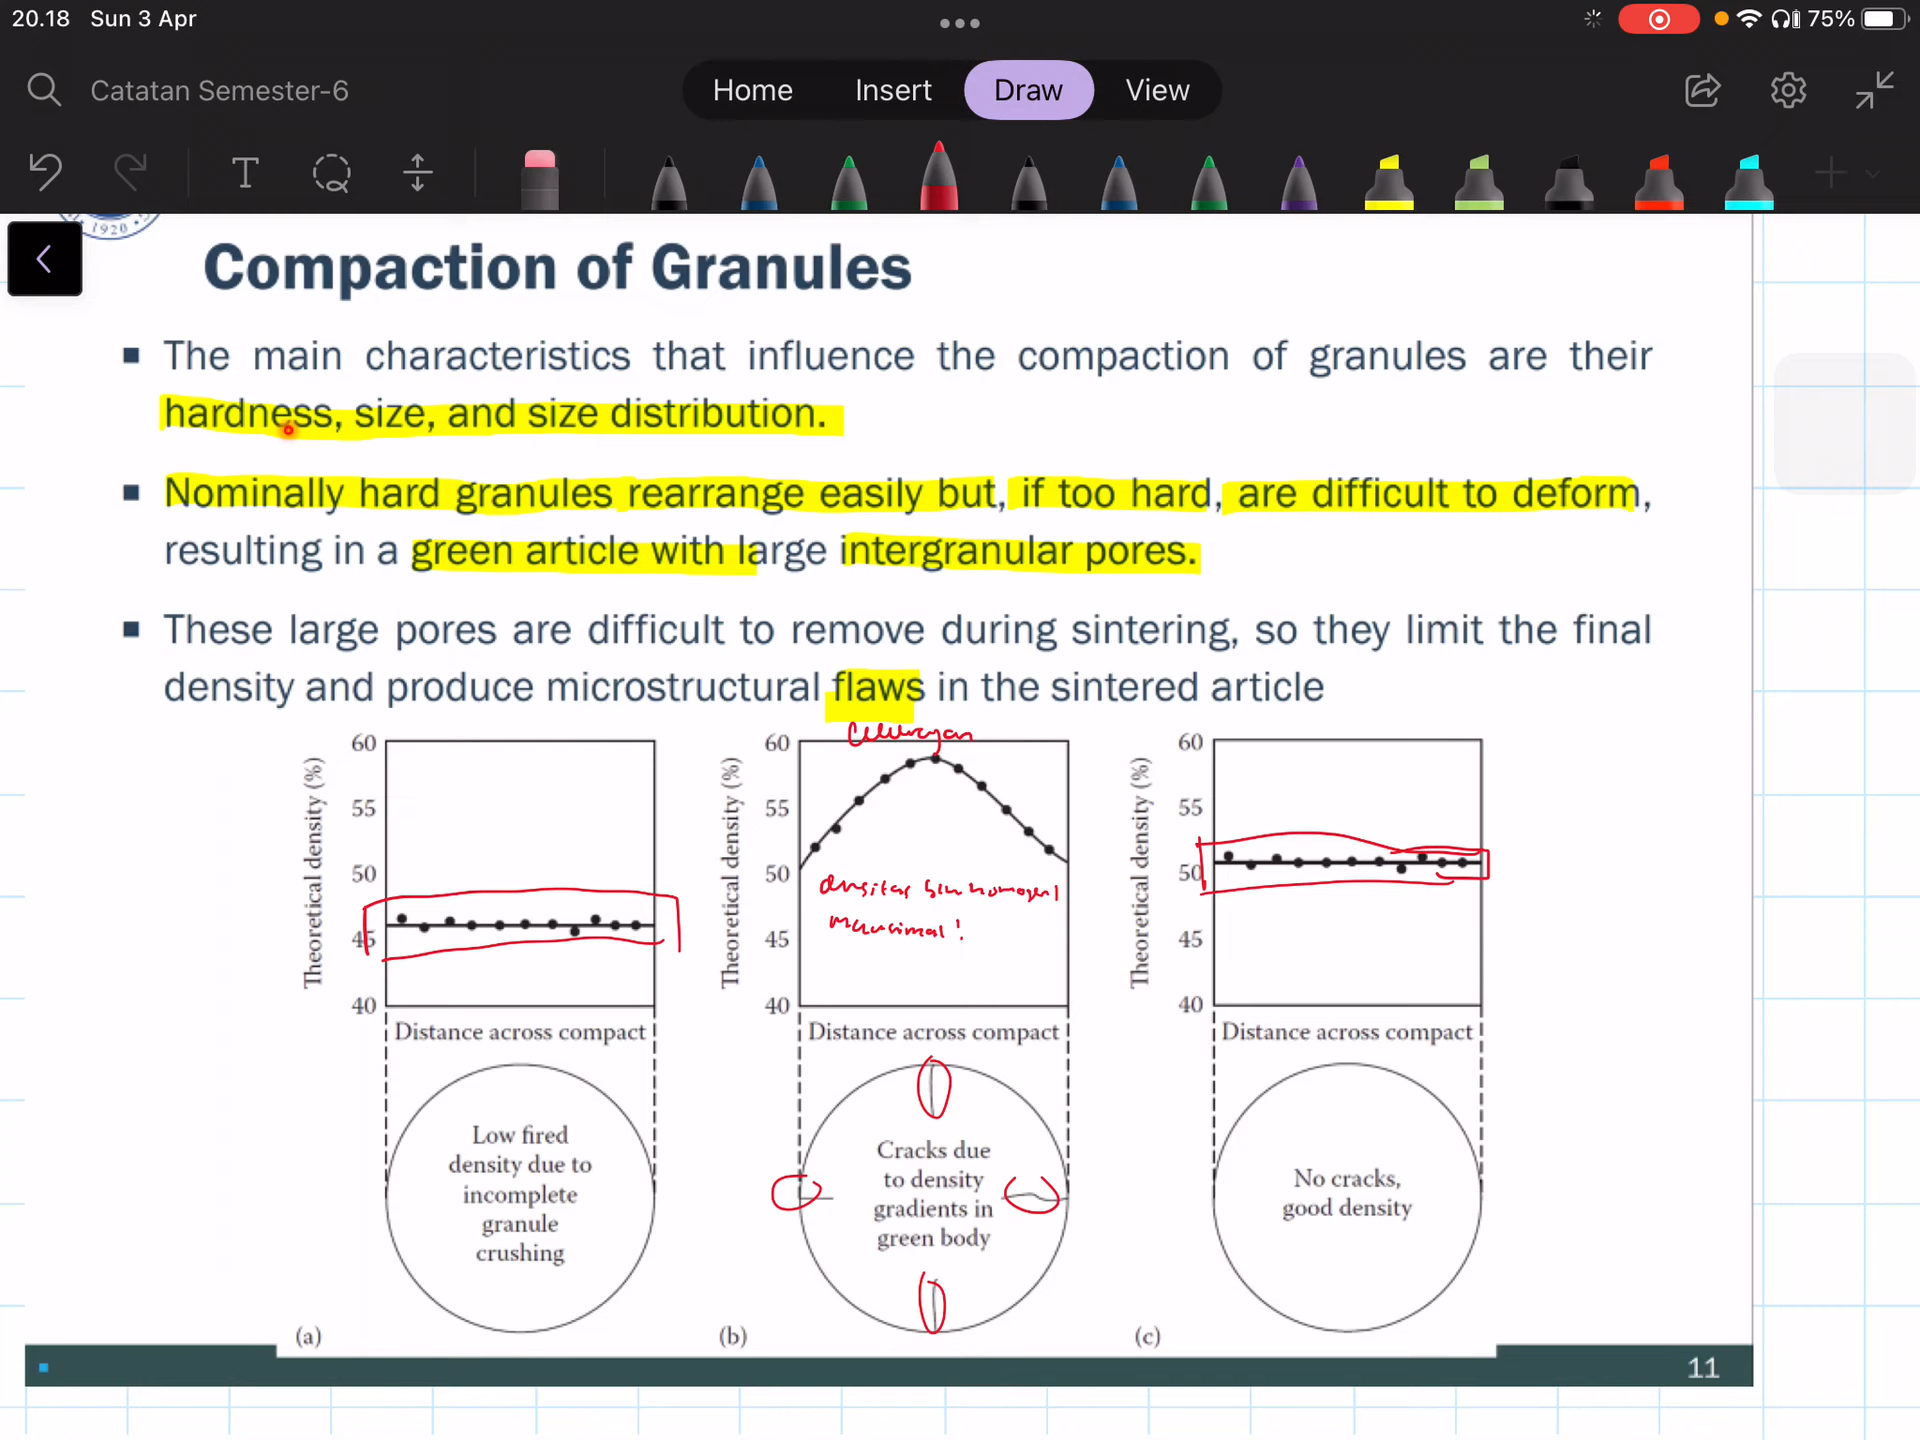 20.18 Sun 3 Apr
75%
Catatan Semester-6
Home Insert Draw View
T
1920
Compaction of Granules
▪ The main characteristics that influence the compaction of granules are their
hardness, size, and size distribution.
▪ Nominally hard granules rearrange easily but, if too hard, are difficult to deform,
resulting in a green article with large intergranular pores.
▪ These large pores are difficult to remove during sintering, so they limit the final
density and produce microstructural flaws in the sintered article
Theoretical density (%)
60
55
50
45
40
Distance across compact
Low fired
density due to
incomplete
granule
crushing
(a)
Theoretical density (%)
60
55
50
45
40
densitas
Distance across compact
Cracks due
to density
gradients in
green body
(b)
Theoretical density (%)
60
55
50
45
40
Distance across compact
No cracks,
good density
(c)
11